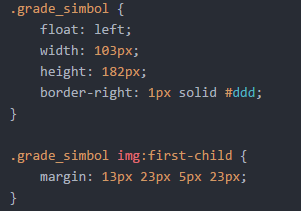 .grade_simbol {
    float: left;
    width: 103px;
    height: 182px;
    border-right: 1px solid #ddd;
}

.grade_simbol img:first-child {
    margin: 13px 23px 5px 23px;
}